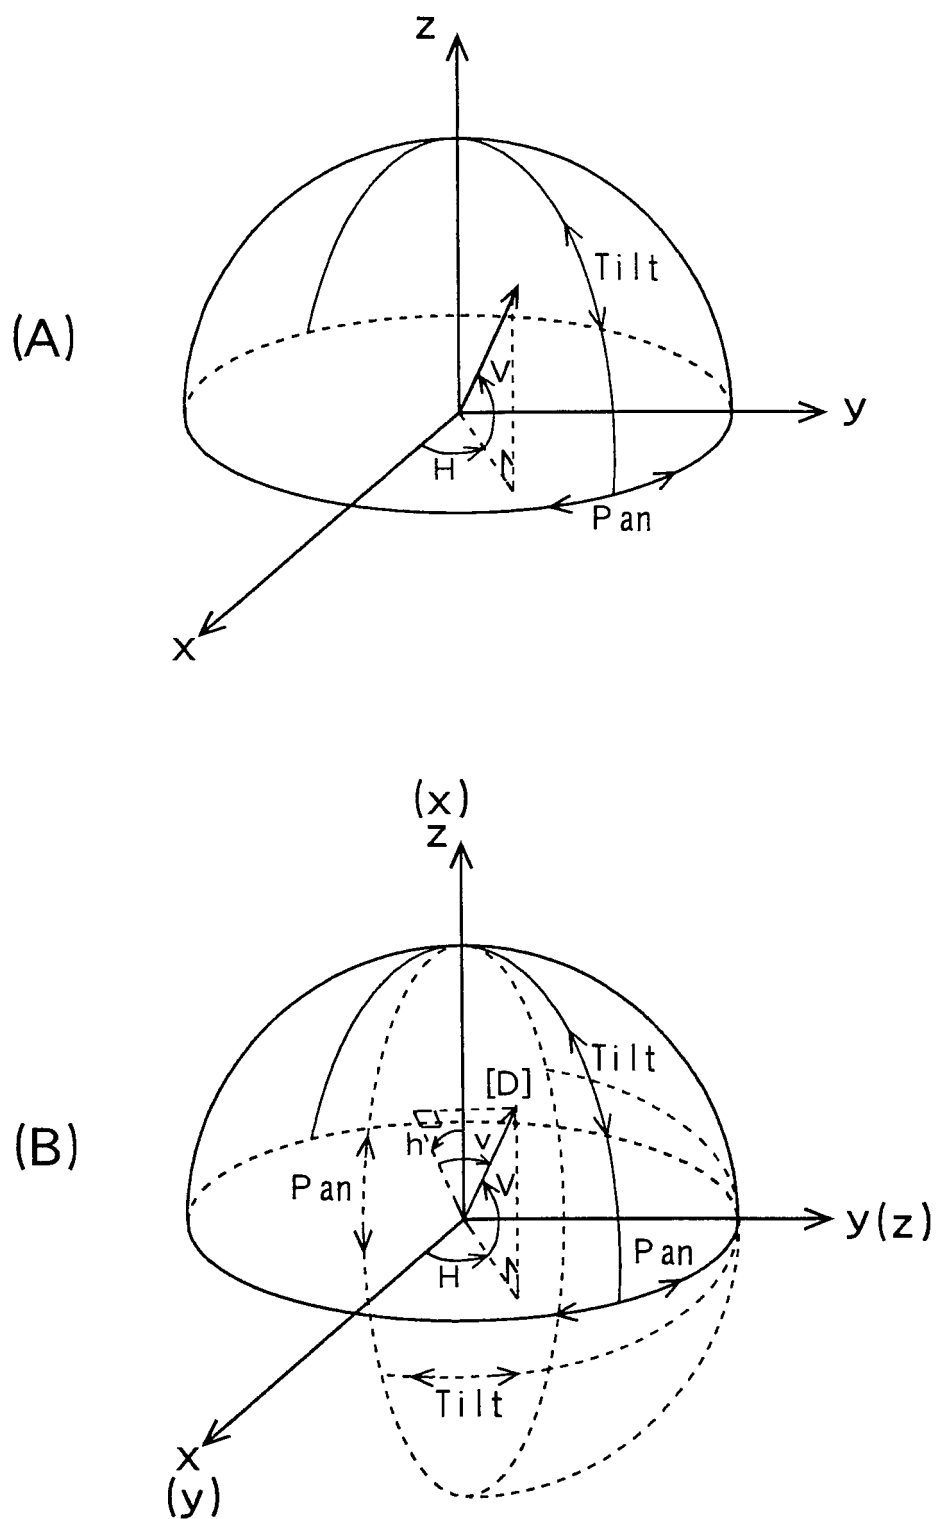 z
Tilt
(A)
V
y
H
Pan
x
(x)
z
Tilt
[D]
(B)
h
v
Pan
V
y(z)
H
Pan
Tilt
x
(y)